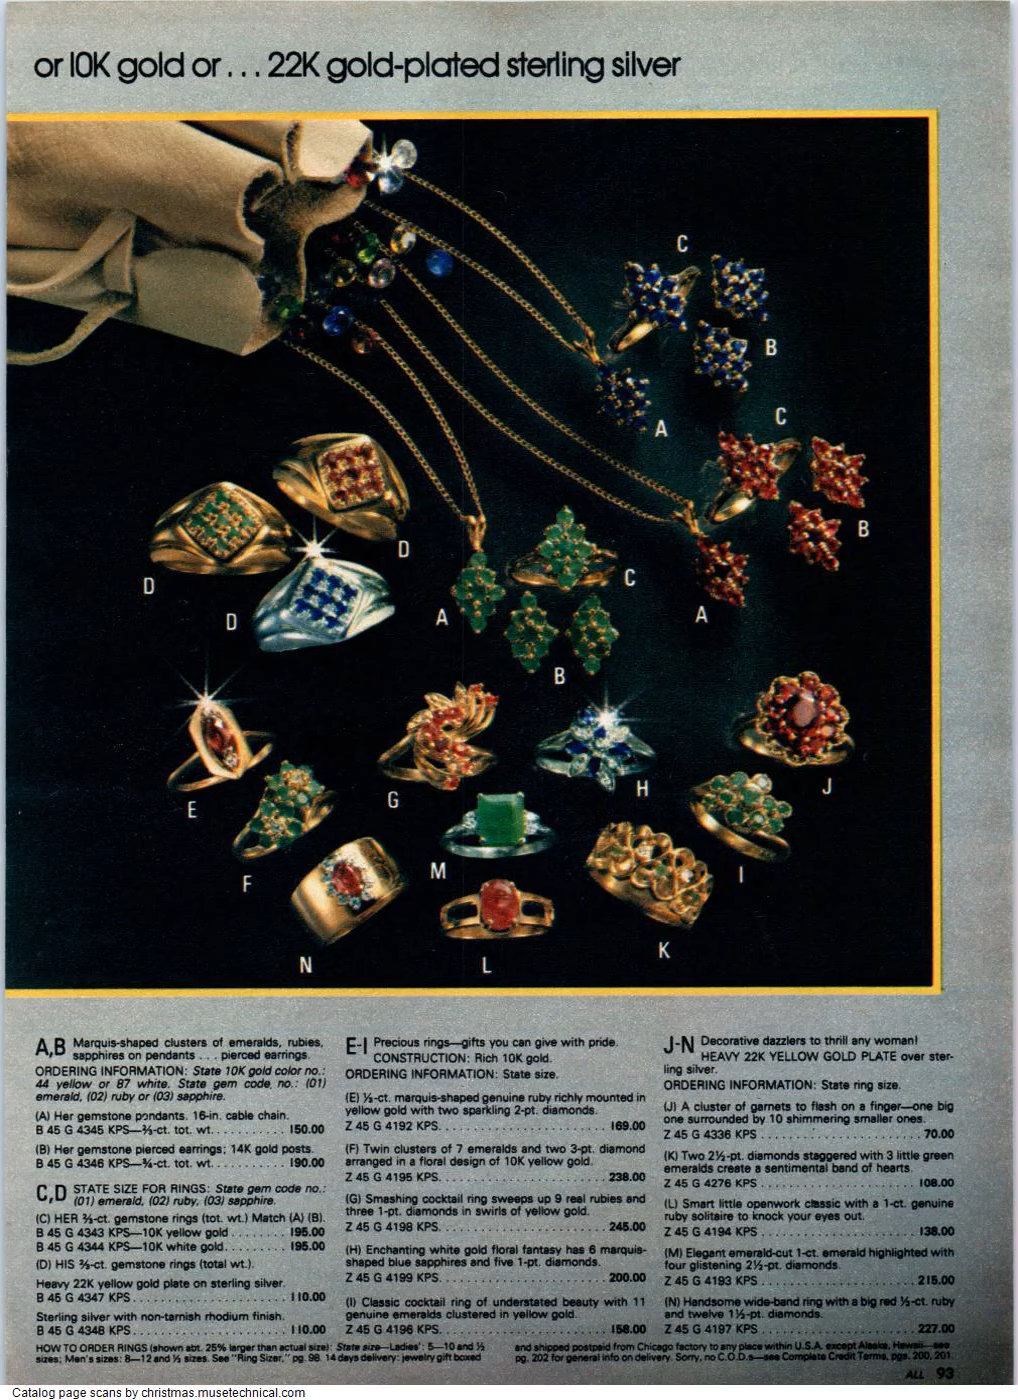 or 10K gold or . . . 22K gold-plated sterling silver
C
B
A
C
B
A
D
D
D
A
C
B
E
G
H
J
F
M
I
N
L
K
A,B Marquis-shaped clusters of emeralds, rubies,
sapphires on pendants . . . pierced earrings.
ORDERING INFORMATION: State 10K gold color no.:
44 yellow or 87 white. State gem code no.: (01)
emerald, (02) ruby or (03) sapphire.
(A) Her gemstone pendants. 16-in. cable chain.
B 45 G 4345 KPS—⅜-ct. tot. wt. . . . . . . . . . . . 150.00
(B) Her gemstone pierced earrings; 14K gold posts.
B 45 G 4346 KPS—¾-ct. tot. wt. . . . . . . . . . . . 190.00
C,D STATE SIZE FOR RINGS: State gem code no.:
(01) emerald, (02) ruby, (03) sapphire.
(C) HER ⅜-ct. gemstone rings (tot. wt.) Match (A) (B).
B 45 G 4343 KPS—10K yellow gold . . . . . . . . . 195.00
B 45 G 4344 KPS—10K white gold . . . . . . . . . . 195.00
(D) HIS ⅜-ct. gemstone rings (total wt.).
Heavy 22K yellow gold plate on sterling silver.
B 45 G 4347 KPS . . . . . . . . . . . . . . . . . . . . . . . 110.00
Sterling silver with non-tarnish rhodium finish.
B 45 G 4348 KPS . . . . . . . . . . . . . . . . . . . . . . . 110.00
E-I Precious rings—gifts you can give with pride.
CONSTRUCTION: Rich 10K gold.
ORDERING INFORMATION: State size.
(E) ½-ct. marquis-shaped genuine ruby richly mounted in
yellow gold with two sparkling 2-pt. diamonds.
Z 45 G 4192 KPS . . . . . . . . . . . . . . . . . . . . . . . 169.00
(F) Twin clusters of 7 emeralds and two 3-pt. diamond
arranged in a floral design of 10K yellow gold.
Z 45 G 4195 KPS . . . . . . . . . . . . . . . . . . . . . . . 238.00
(G) Smashing cocktail ring sweeps up 9 real rubies and
three 1-pt. diamonds in swirls of yellow gold.
Z 45 G 4198 KPS . . . . . . . . . . . . . . . . . . . . . . . 245.00
(H) Enchanting white gold floral fantasy has 6 marquis-
shaped blue sapphires and five 1-pt. diamonds.
Z 45 G 4199 KPS . . . . . . . . . . . . . . . . . . . . . . . 200.00
(I) Classic cocktail ring of understated beauty with 11
genuine emeralds clustered in yellow gold.
Z 45 G 4196 KPS . . . . . . . . . . . . . . . . . . . . . . . 158.00
J-N Decorative dazzlers to thrill any woman!
HEAVY 22K YELLOW GOLD PLATE over ster-
ling silver.
ORDERING INFORMATION: State ring size.
(J) A cluster of garnets to flash on a finger—one big
one surrounded by 10 shimmering smaller ones.
Z 45 G 4336 KPS . . . . . . . . . . . . . . . . . . . . . . . 70.00
(K) Two 2½-pt. diamonds staggered with 3 little green
emeralds create a sentimental band of hearts.
Z 45 G 4276 KPS . . . . . . . . . . . . . . . . . . . . . . . 108.00
(L) Smart little openwork classic with a 1-ct. genuine
ruby solitaire to knock your eyes out.
Z 45 G 4194 KPS . . . . . . . . . . . . . . . . . . . . . . . 138.00
(M) Elegant emerald-cut 1-ct. emerald highlighted with
four glistening 2½-pt. diamonds.
Z 45 G 4193 KPS . . . . . . . . . . . . . . . . . . . . . . . 215.00
(N) Handsome wide-band ring with a big red ½-ct. ruby
and twelve 1½-pt. diamonds.
Z 45 G 4197 KPS . . . . . . . . . . . . . . . . . . . . . . . 227.00
HOW TO ORDER RINGS (shown abt. 25% larger than actual size): State size—Ladies': 5—10 and ½
sizes; Men's sizes: 8—12 and ½ sizes. See "Ring Sizer," pg. 98. 14 days delivery; jewelry gift boxed
and shipped postpaid from Chicago factory to any place within U.S.A. except Alaska, Hawaii—see
pg. 202 for general info on delivery. Sorry, no C.O.D.s—see Complete Credit Terms, pgs. 200, 201.
ALL 93
Catalog page scans by christmas.musetechnical.com